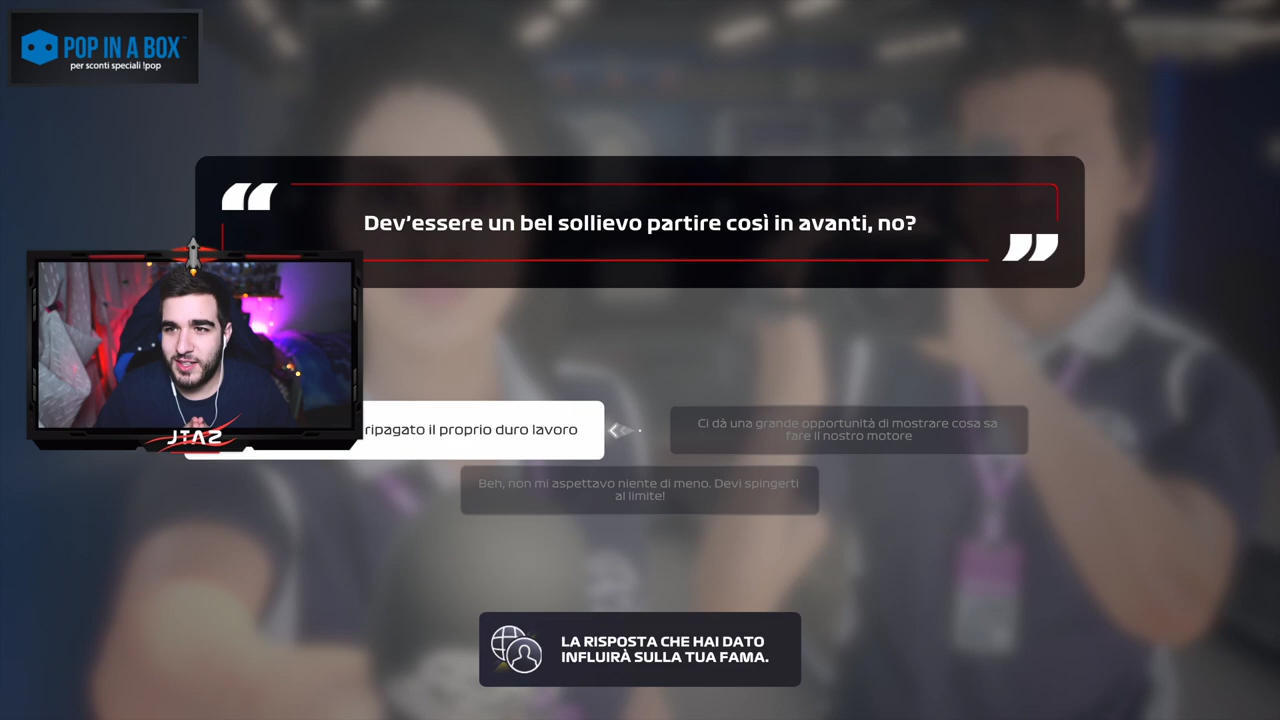 POP IN A BOX™
per sconti speciali !pop
Dev'essere un bel sollievo partire così in avanti, no?
JTAZ
ripagato il proprio duro lavoro
Ci dà una grande opportunità di mostrare cosa sa
fare il nostro motore
Beh, non mi aspettavo niente di meno. Devi spingerti
al limite!
LA RISPOSTA CHE HAI DATO
INFLUIRÀ SULLA TUA FAMA.